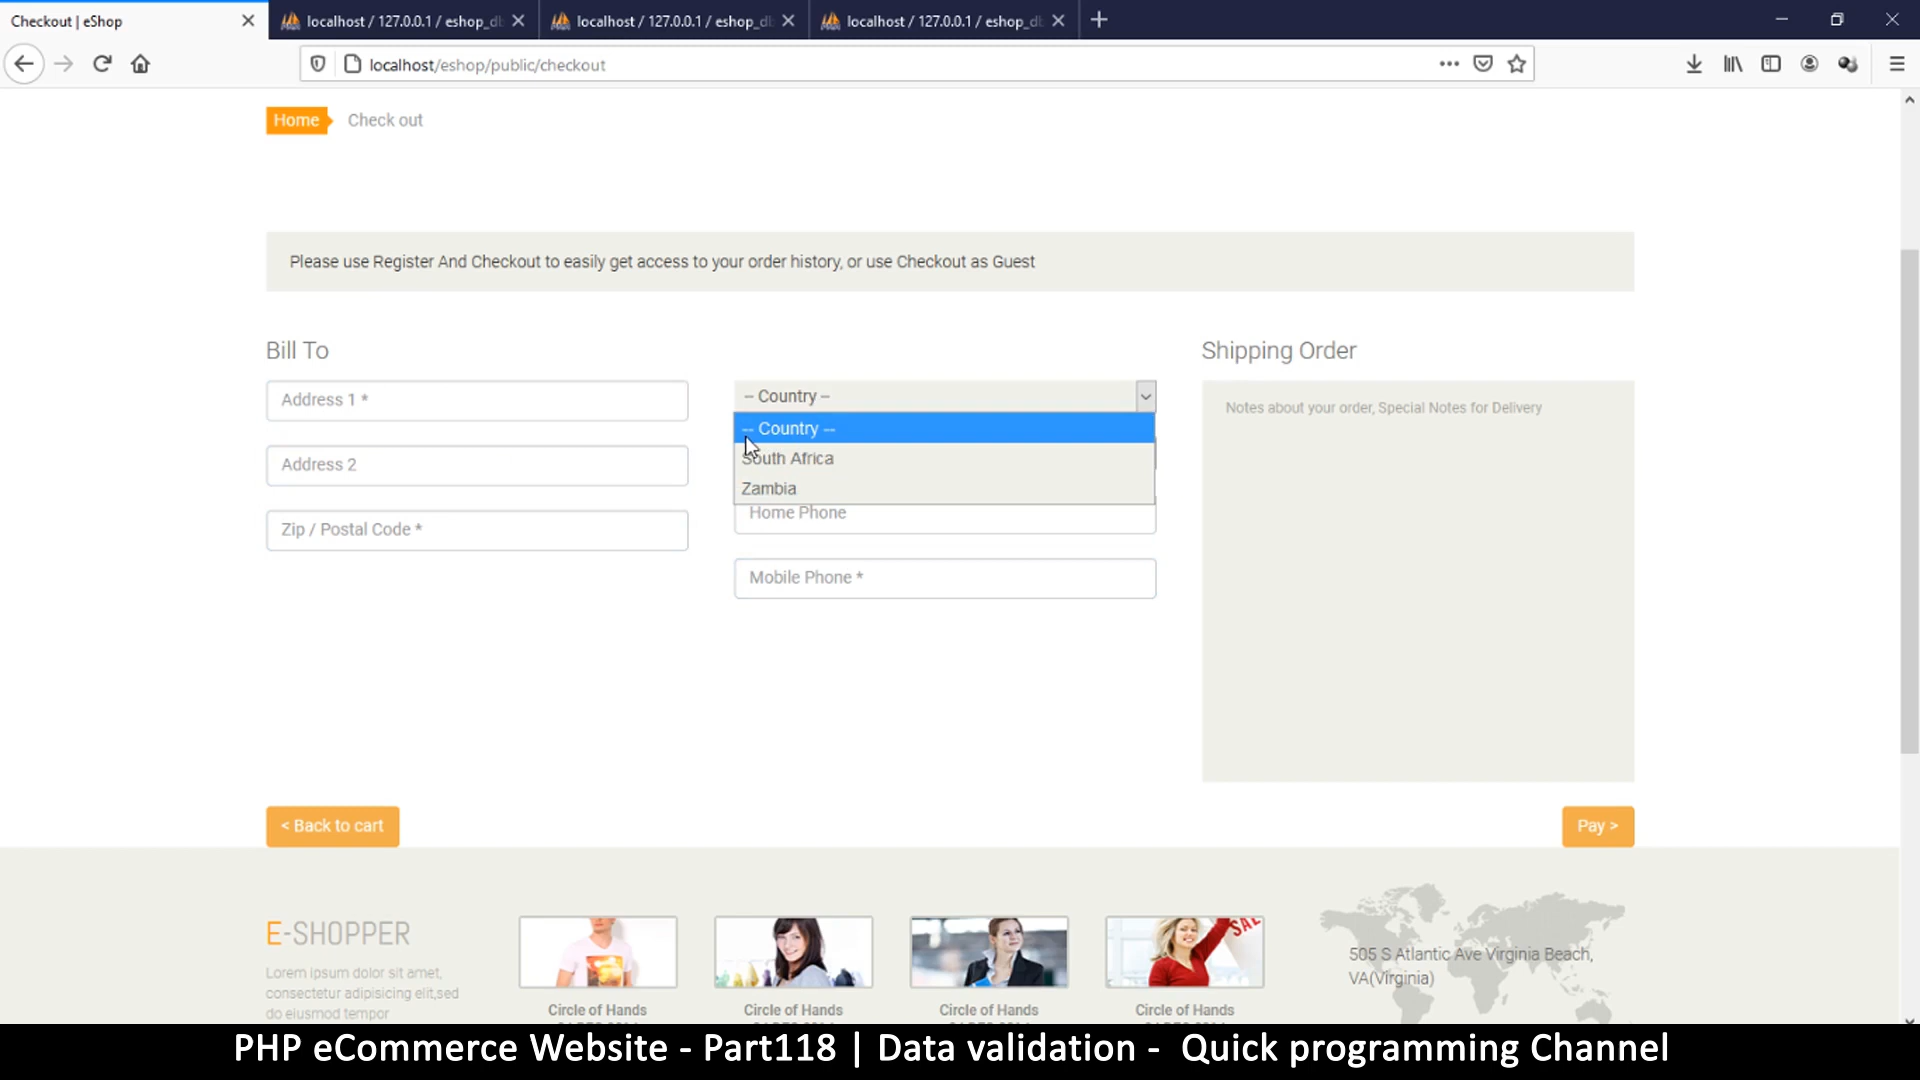 Checkout | eShop
localhost / 127.0.0.1 / eshop_db
localhost / 127.0.0.1 / eshop_db
localhost / 127.0.0.1 / eshop_db
localhost/eshop/public/checkout
Home
Check out
Please use Register And Checkout to easily get access to your order history, or use Checkout as Guest
Bill To
Shipping Order
Address 1 *
Address 2
Zip / Postal Code *
-- Country --
-- Country --
South Africa
Zambia
Home Phone
Mobile Phone *
Notes about your order, Special Notes for Delivery
< Back to cart
Pay >
E-SHOPPER
Lorem ipsum dolor sit amet,
consectetur adipisicing elit,sed
do eiusmod tempor
SALE
Circle of Hands
Circle of Hands
Circle of Hands
Circle of Hands
505 S Atlantic Ave Virginia Beach,
VA(Virginia)
PHP eCommerce Website - Part118 | Data validation - Quick programming Channel